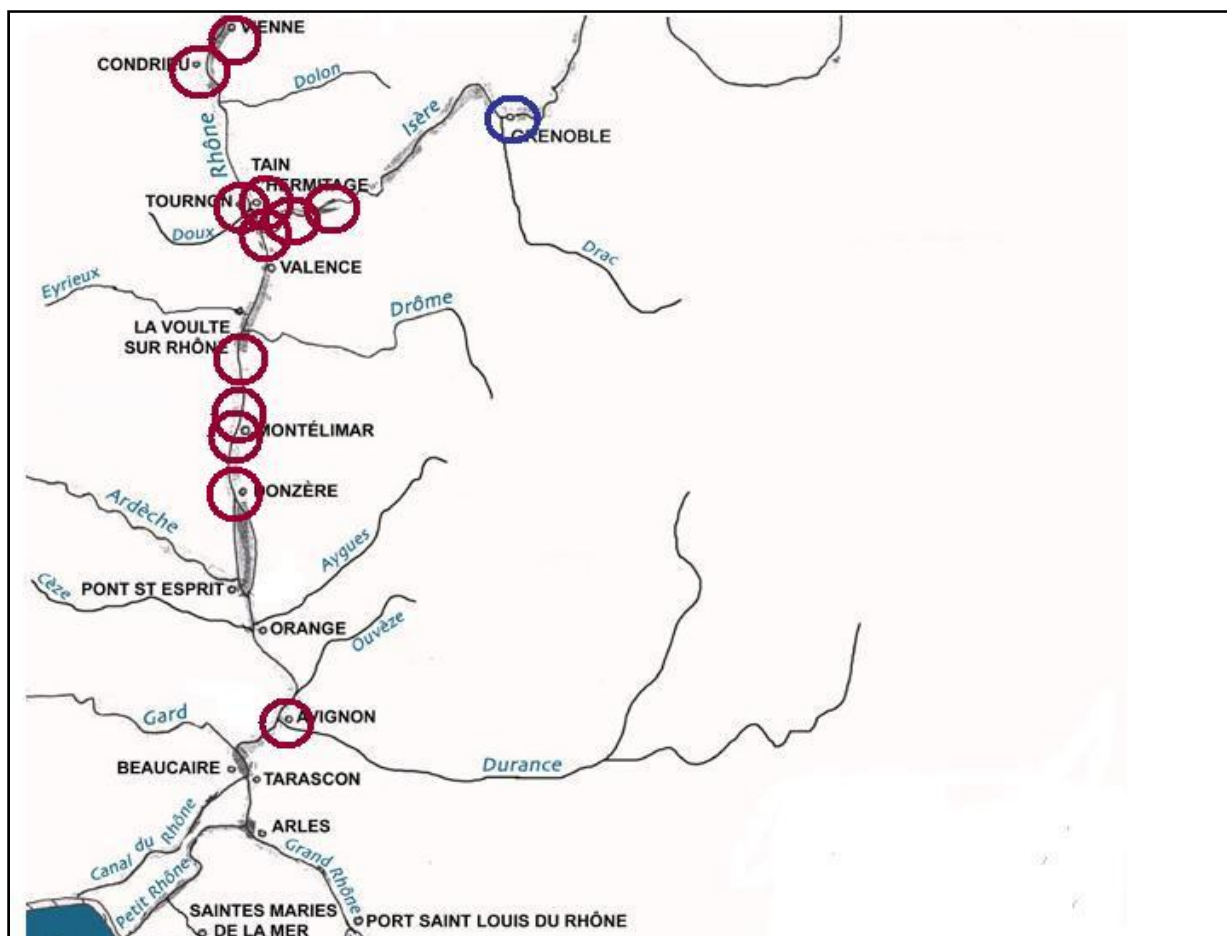 VIENNE
CONDRIEU
Dolon
Isère
Rhône
GRENOBLE
TAIN
HERMITAGE
TOURNON
Doux
Drac
VALENCE
Eyrieux
Drôme
LA VOULTE
SUR RHÔNE
MONTÉLIMAR
DONZÈRE
Ardèche
Aygues
Cèze
PONT ST ESPRIT
ORANGE
Ouvèze
Gard
AVIGNON
Durance
BEAUCAIRE
TARASCON
Canal du Rhône
ARLES
Petit Rhône
Grand Rhône
SAINTES MARIES
DE LA MER
PORT SAINT LOUIS DU RHÔNE